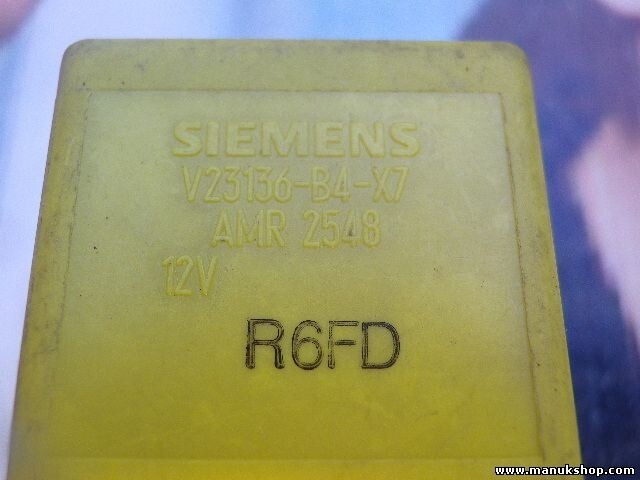 SIEMENS
V23136-B4-X7
AMR 2548
12V
R6FD
www.manukshop.com